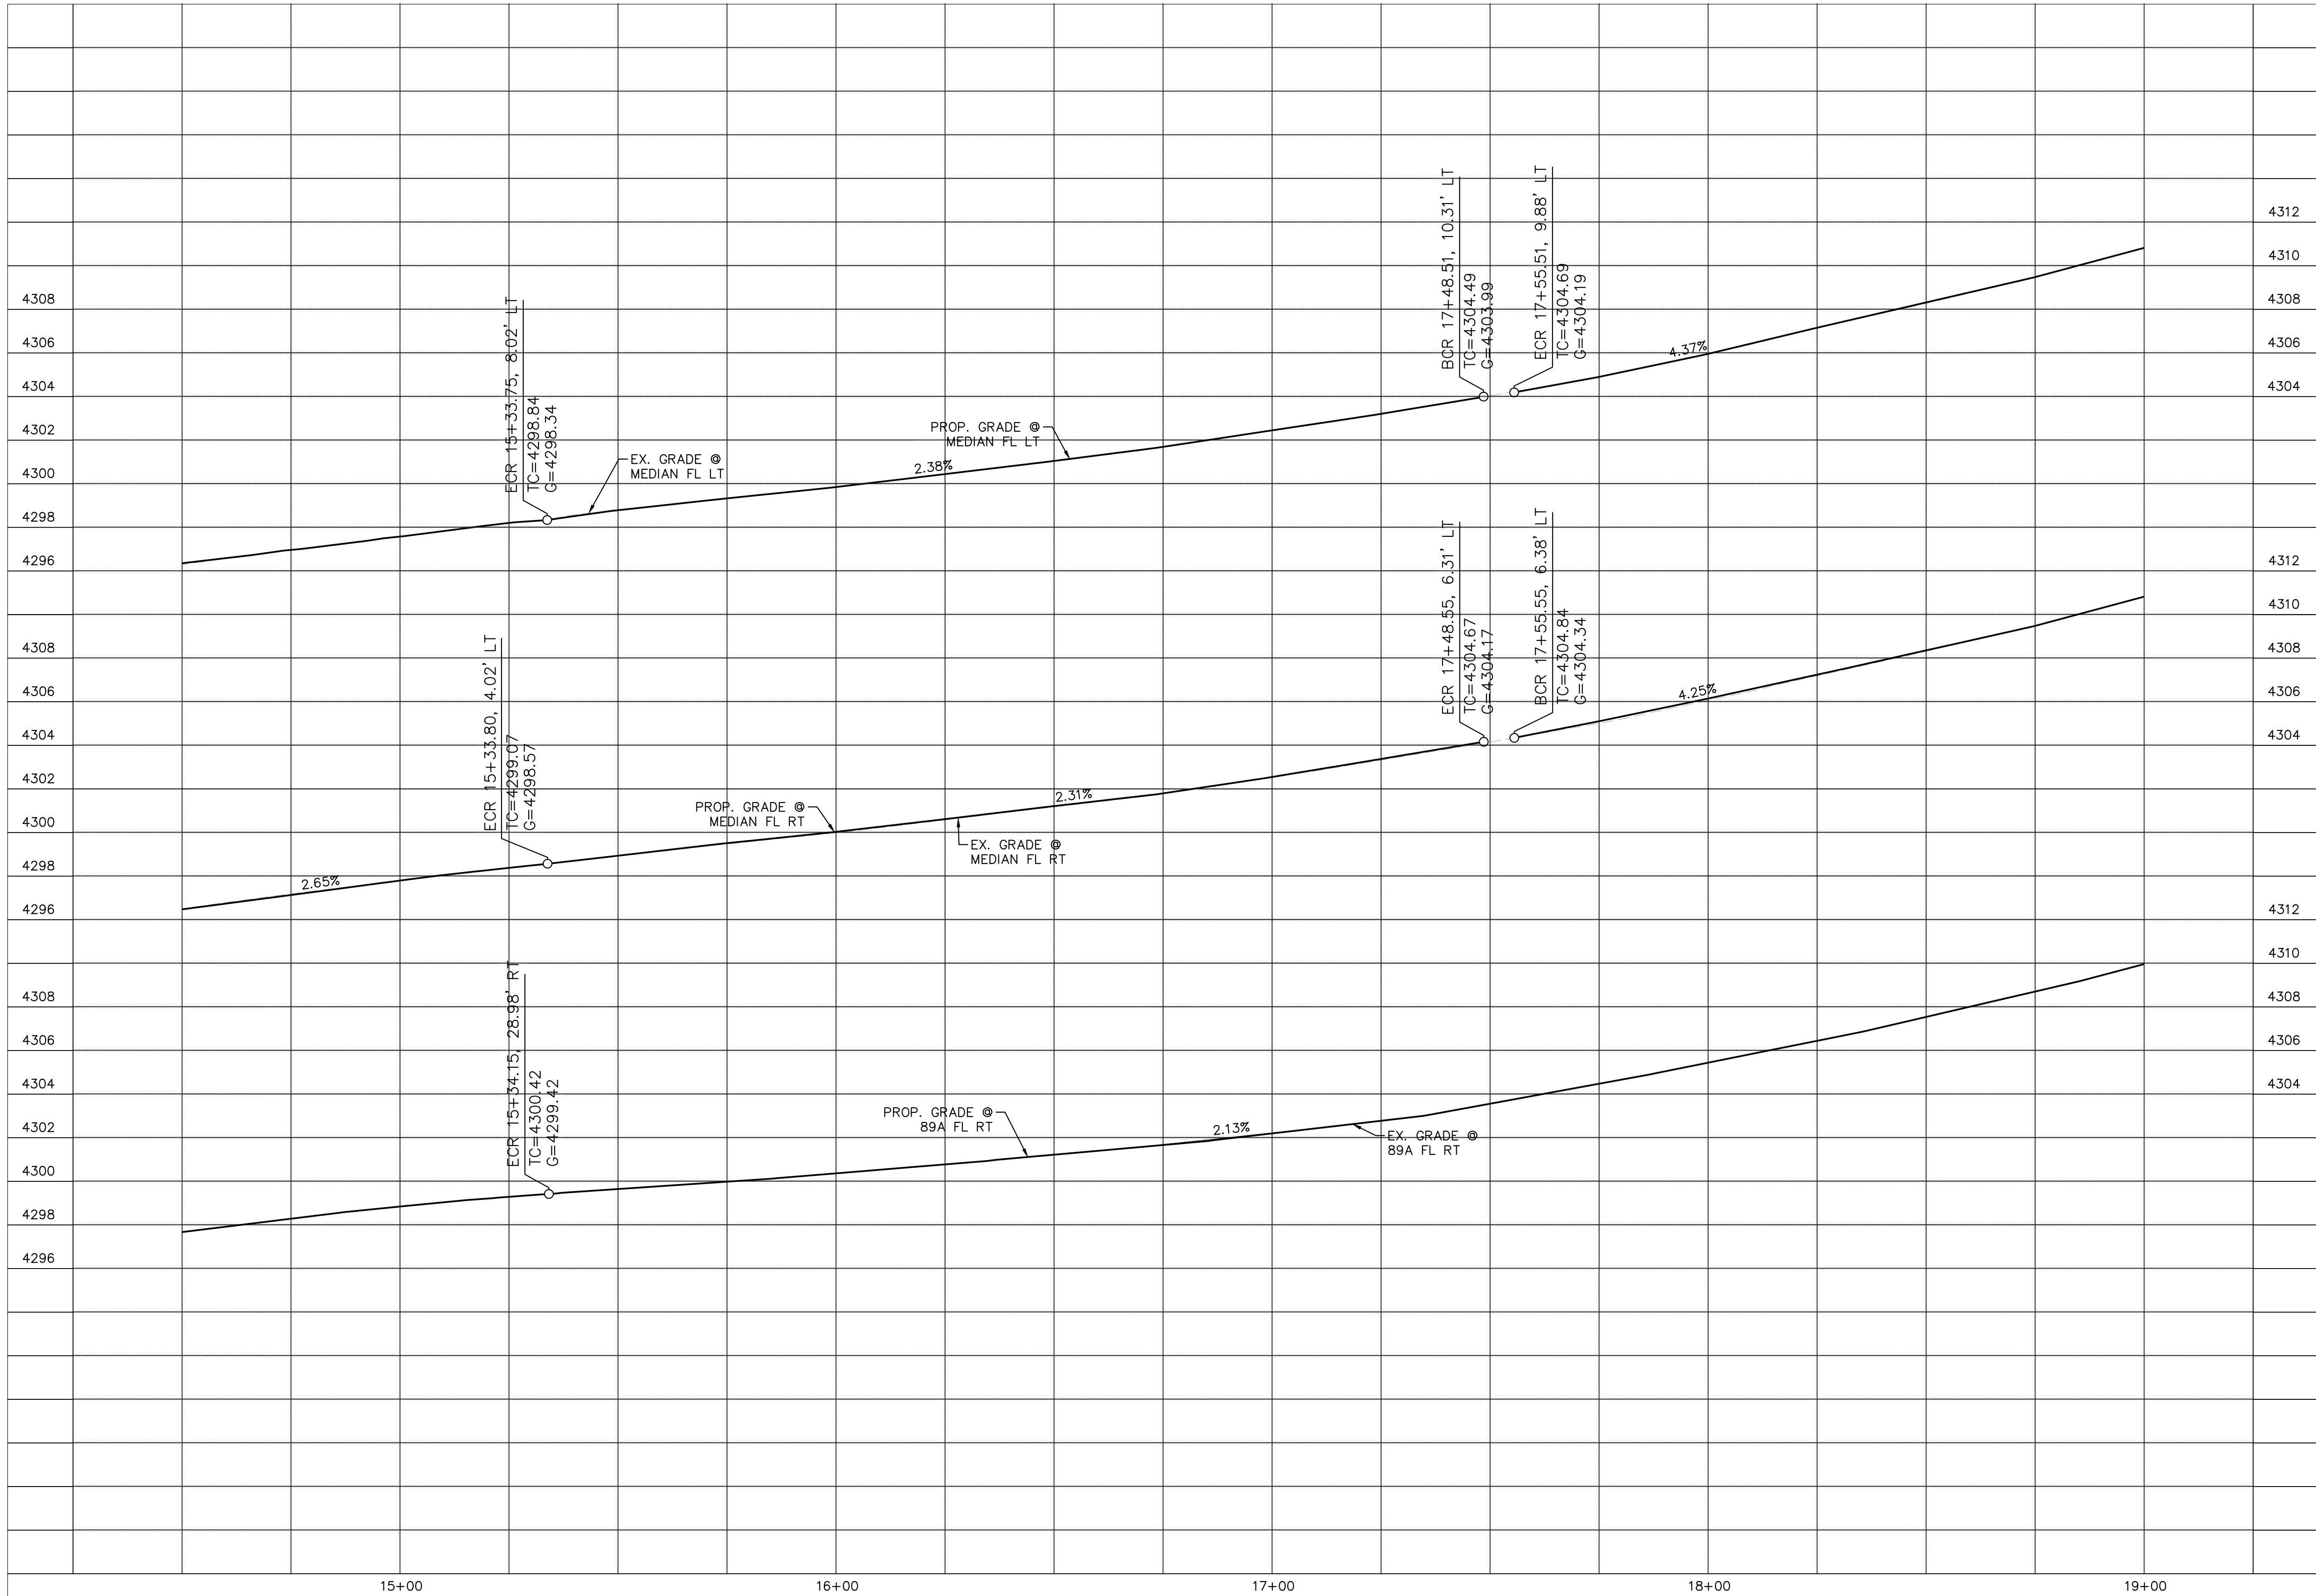 4312
4310
4308
4308
4306
4306
4304
4304
4302
4300
4298
4296
ECR 15+33.75, 8.02' LT
TC=4298.84
G=4298.34
EX. GRADE @
MEDIAN FL LT
2.38%
PROP. GRADE @
MEDIAN FL LT
BCR 17+48.51, 10.31' LT
TC=4304.49
G=4303.99
ECR 17+55.51, 9.88' LT
TC=4304.69
G=4304.19
4.37%
4312
4310
4308
4308
4306
4306
4304
4304
4302
4300
4298
4296
2.65%
ECR 15+33.80, 4.02' LT
TC=4299.07
G=4298.57
PROP. GRADE @
MEDIAN FL RT
EX. GRADE @
MEDIAN FL RT
2.31%
ECR 17+48.55, 6.31' LT
TC=4304.67
G=4304.17
BCR 17+55.55, 6.38' LT
TC=4304.84
G=4304.34
4.25%
4312
4310
4308
4308
4306
4306
4304
4304
4302
4300
4298
4296
ECR 15+34.15, 28.98' RT
TC=4300.42
G=4299.42
PROP. GRADE @
89A FL RT
2.13%
EX. GRADE @
89A FL RT
15+00
16+00
17+00
18+00
19+00